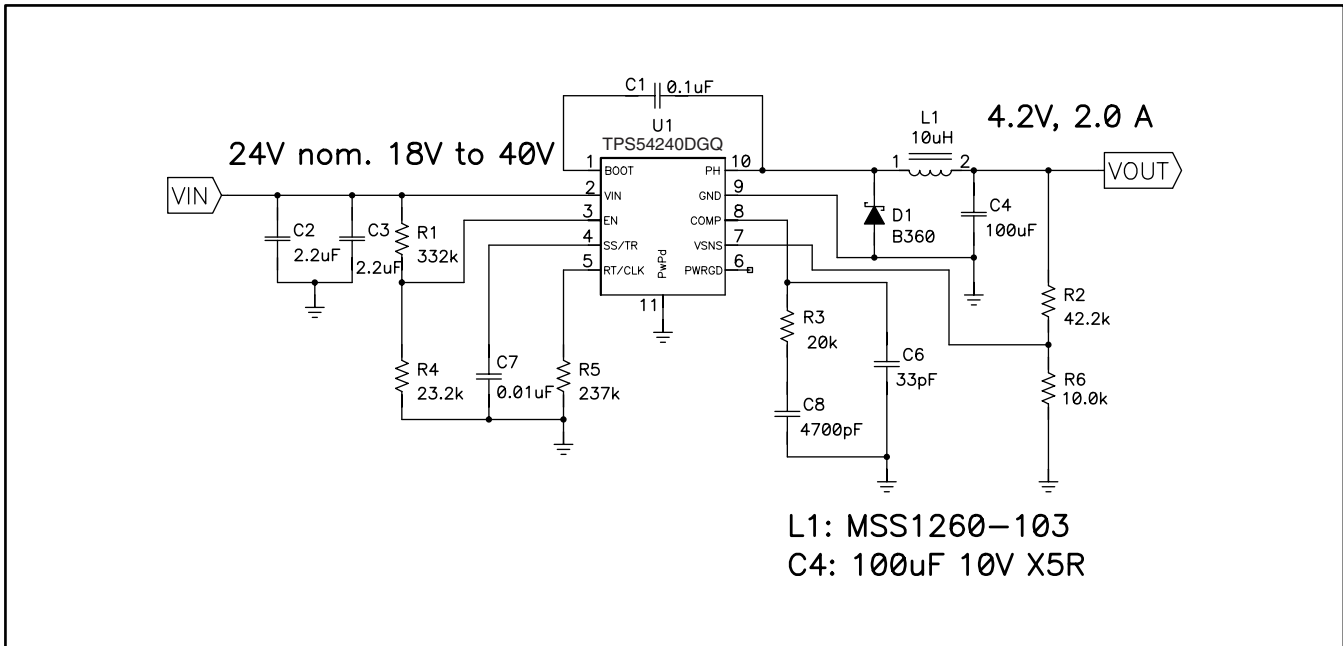 C1
0.1uF
U1
TPS54240DGQ
24V nom. 18V to 40V
4.2V, 2.0 A
L1
10uH
VIN
VOUT
1
BOOT
PH
10
1
2
2
VIN
GND
9
3
EN
COMP
8
4
SS/TR
VSNS
7
5
RT/CLK
PWRGD
6
PwPd
11
C2
2.2uF
C3
2.2uF
R1
332k
D1
B360
C4
100uF
R2
42.2k
R3
20k
C6
33pF
R4
23.2k
C7
0.01uF
R5
237k
R6
10.0k
C8
4700pF
L1: MSS1260-103
C4: 100uF 10V X5R